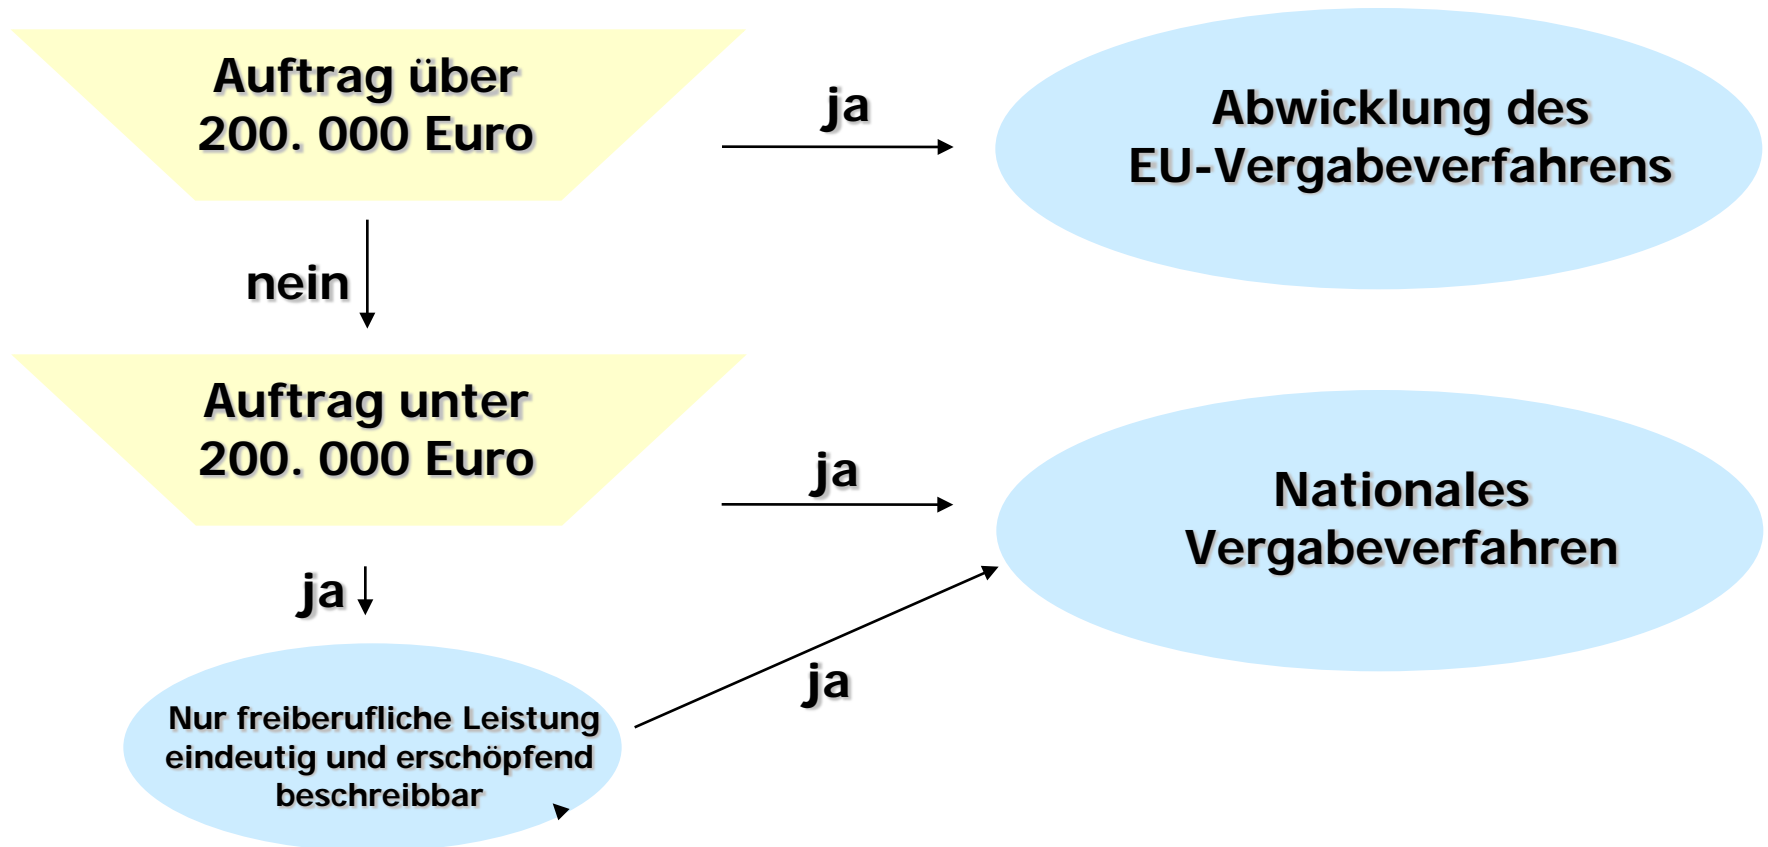 Auftrag über
200. 000 Euro
ja
Abwicklung des
EU-Vergabeverfahrens
nein
Auftrag unter
200. 000 Euro
ja
Nationales
Vergabeverfahren
ja
ja
Nur freiberufliche Leistung
eindeutig und erschöpfend
beschreibbar